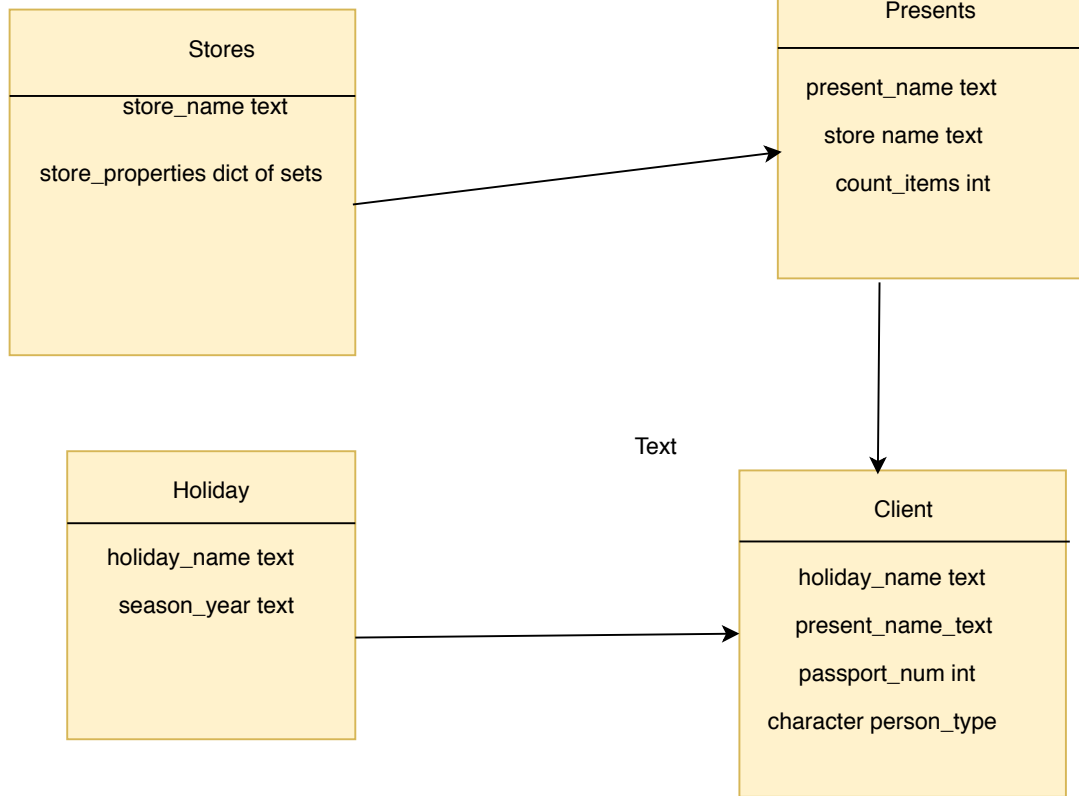 Stores
store_name text
store_properties dict of sets
Presents
present_name text
store name text
count_items int
Text
Holiday
holiday_name text
season_year text
Client
holiday_name text
present_name_text
passport_num int
character person_type